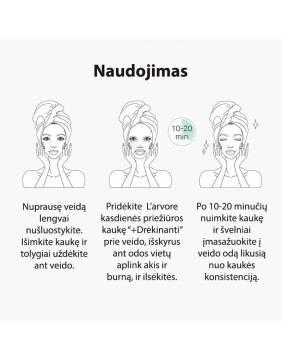 Naudojimas
10-20
min
Nuprausę veidą
lengvai
nušluostykite.
Išimkite kaukę ir
tolygiai uždėkite
ant veido.
Pridėkite L'arvore
kasdienės priežiūros
kaukę "+Drėkinanti"
prie veido, išskyrus
ant odos vietų
aplink akis ir
burną, ir ilsėkitės.
Po 10-20 minučių
nuimkite kaukę
ir švelniai
įmasažuokite į
veido odą likusią
nuo kaukės
konsistenciją.